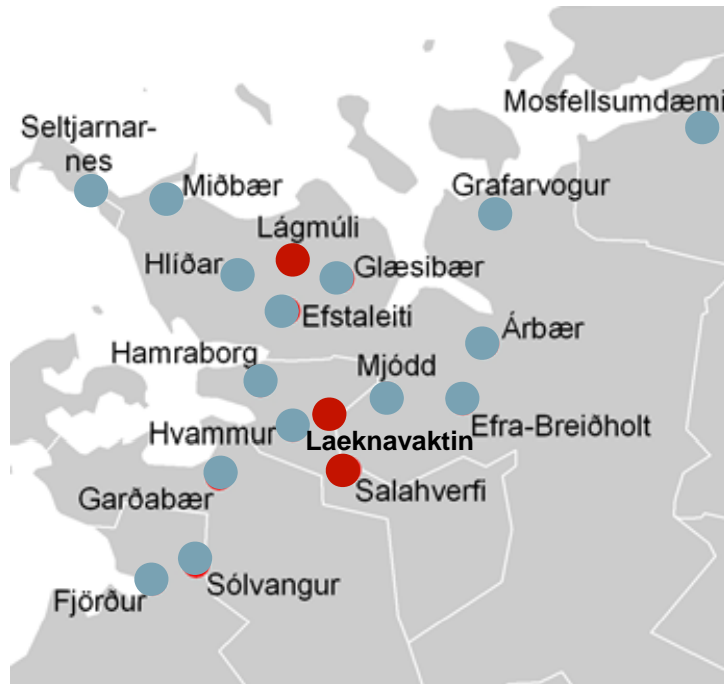 Mosfellsumdæmi
Seltjarnar-
nes
Miðbær
Grafarvogur
Lágmúli
Hlíðar
Glæsibær
Efstaleiti
Árbær
Hamraborg
Mjódd
Hvammur
Laeknavaktin
Efra-Breiðholt
Garðabær
Salahverfi
Fjörður
Sólvangur